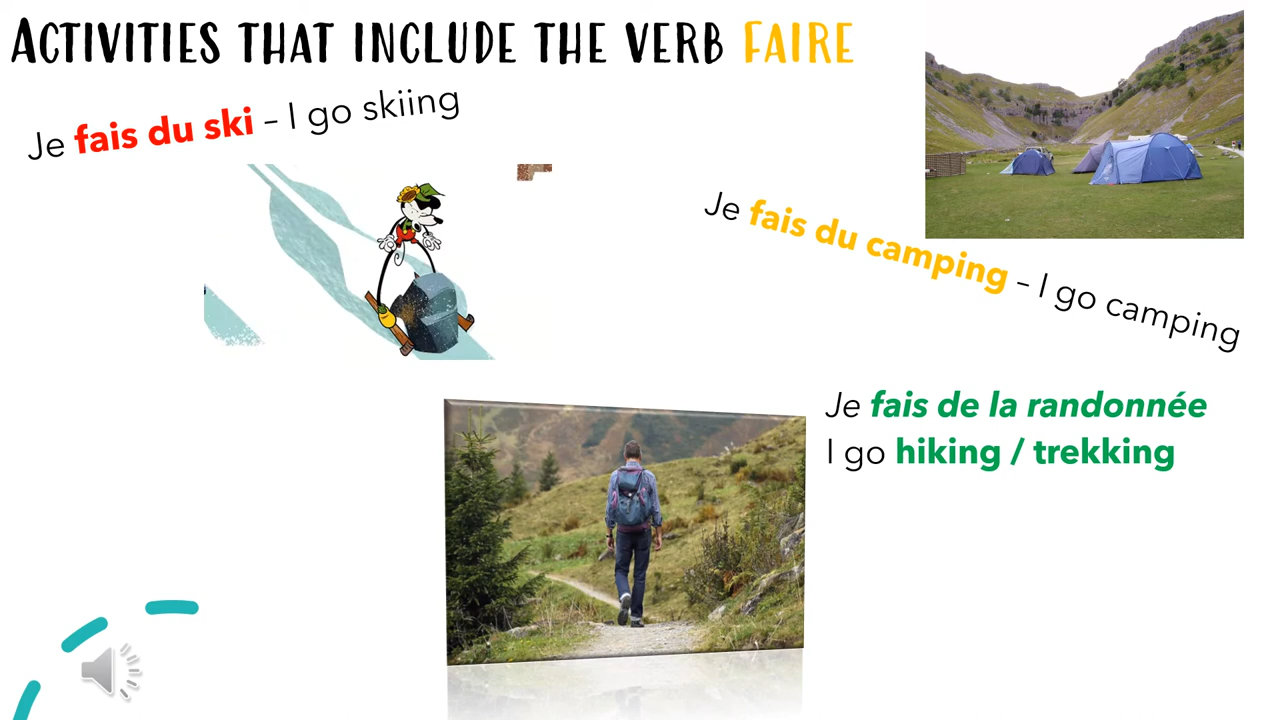 ACTIVITIES THAT INCLUDE THE VERB FAIRE
Je fais du ski – I go skiing
Je fais du camping – I go camping
Je fais de la randonnée
I go hiking / trekking